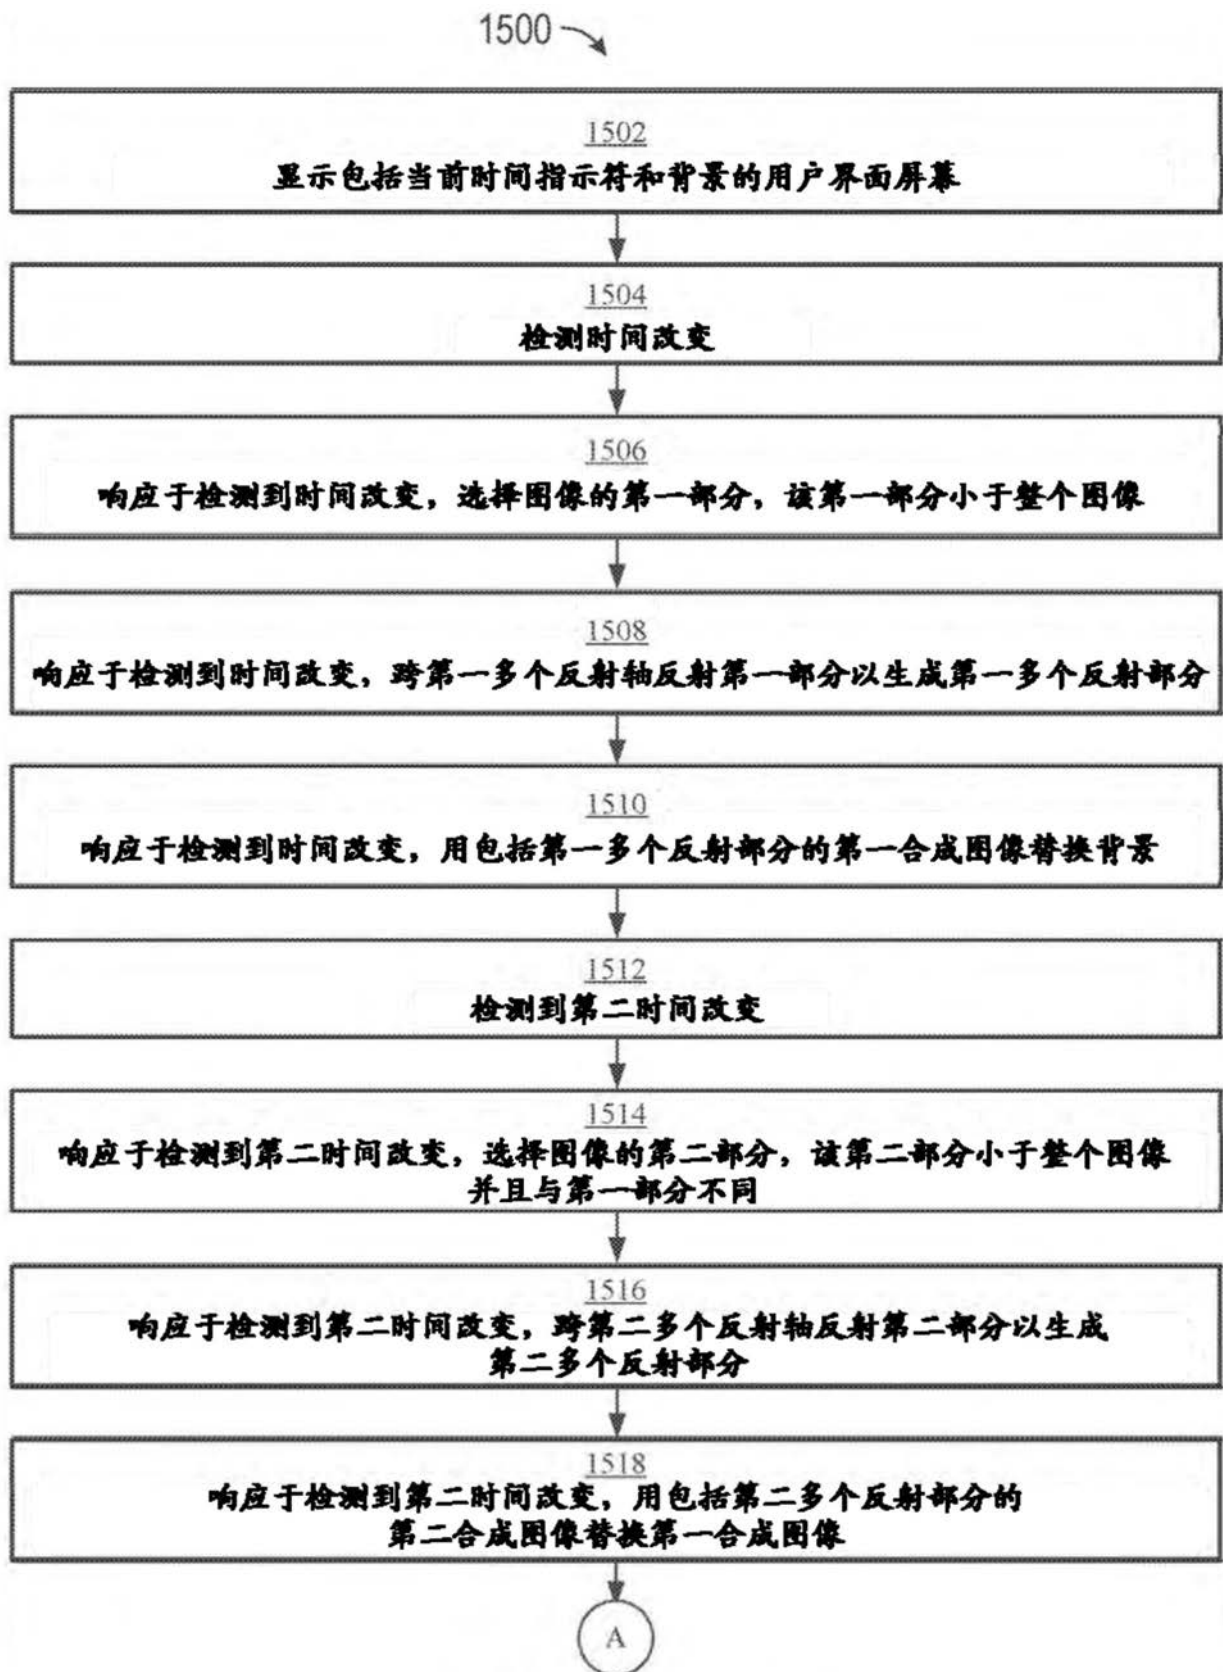 1500
1502
显示包括当前时间指示符和背景的用户界面屏幕
1504
检测时间改变
1506
响应于检测到时间改变，选择图像的第一部分，该第一部分小于整个图像
1508
响应于检测到时间改变，跨第一多个反射轴反射第一部分以生成第一多个反射部分
1510
响应于检测到时间改变，用包括第一多个反射部分的第一合成图像替换背景
1512
检测到第二时间改变
1514
响应于检测到第二时间改变，选择图像的第二部分，该第二部分小于整个图像
并且与第一部分不同
1516
响应于检测到第二时间改变，跨第二多个反射轴反射第二部分以生成
第二多个反射部分
1518
响应于检测到第二时间改变，用包括第二多个反射部分的
第二合成图像替换第一合成图像
A